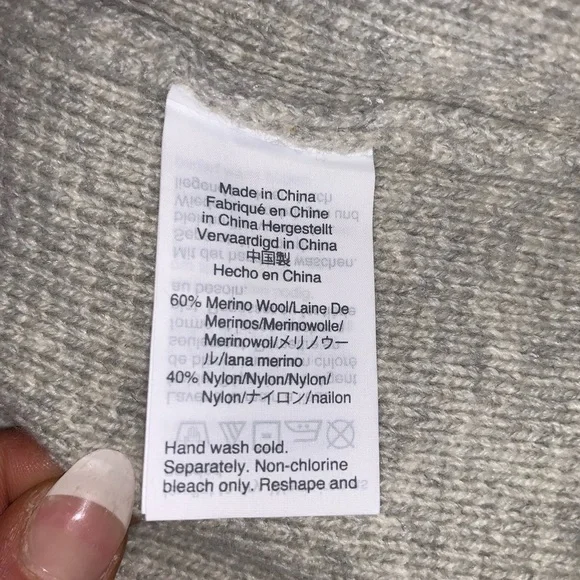 Made in China
Fabriqué en Chine
in China Hergestellt
Vervaardigd in China
中国製
Hecho en China
60% Merino Wool/Laine De
Merinos/Merinowolle/
Merinowol/メリノウー
ル/lana merino
40% Nylon/Nylon/Nylon/
Nylon/ナイロン/nailon
Hand wash cold.
Separately. Non-chlorine
bleach only. Reshape and